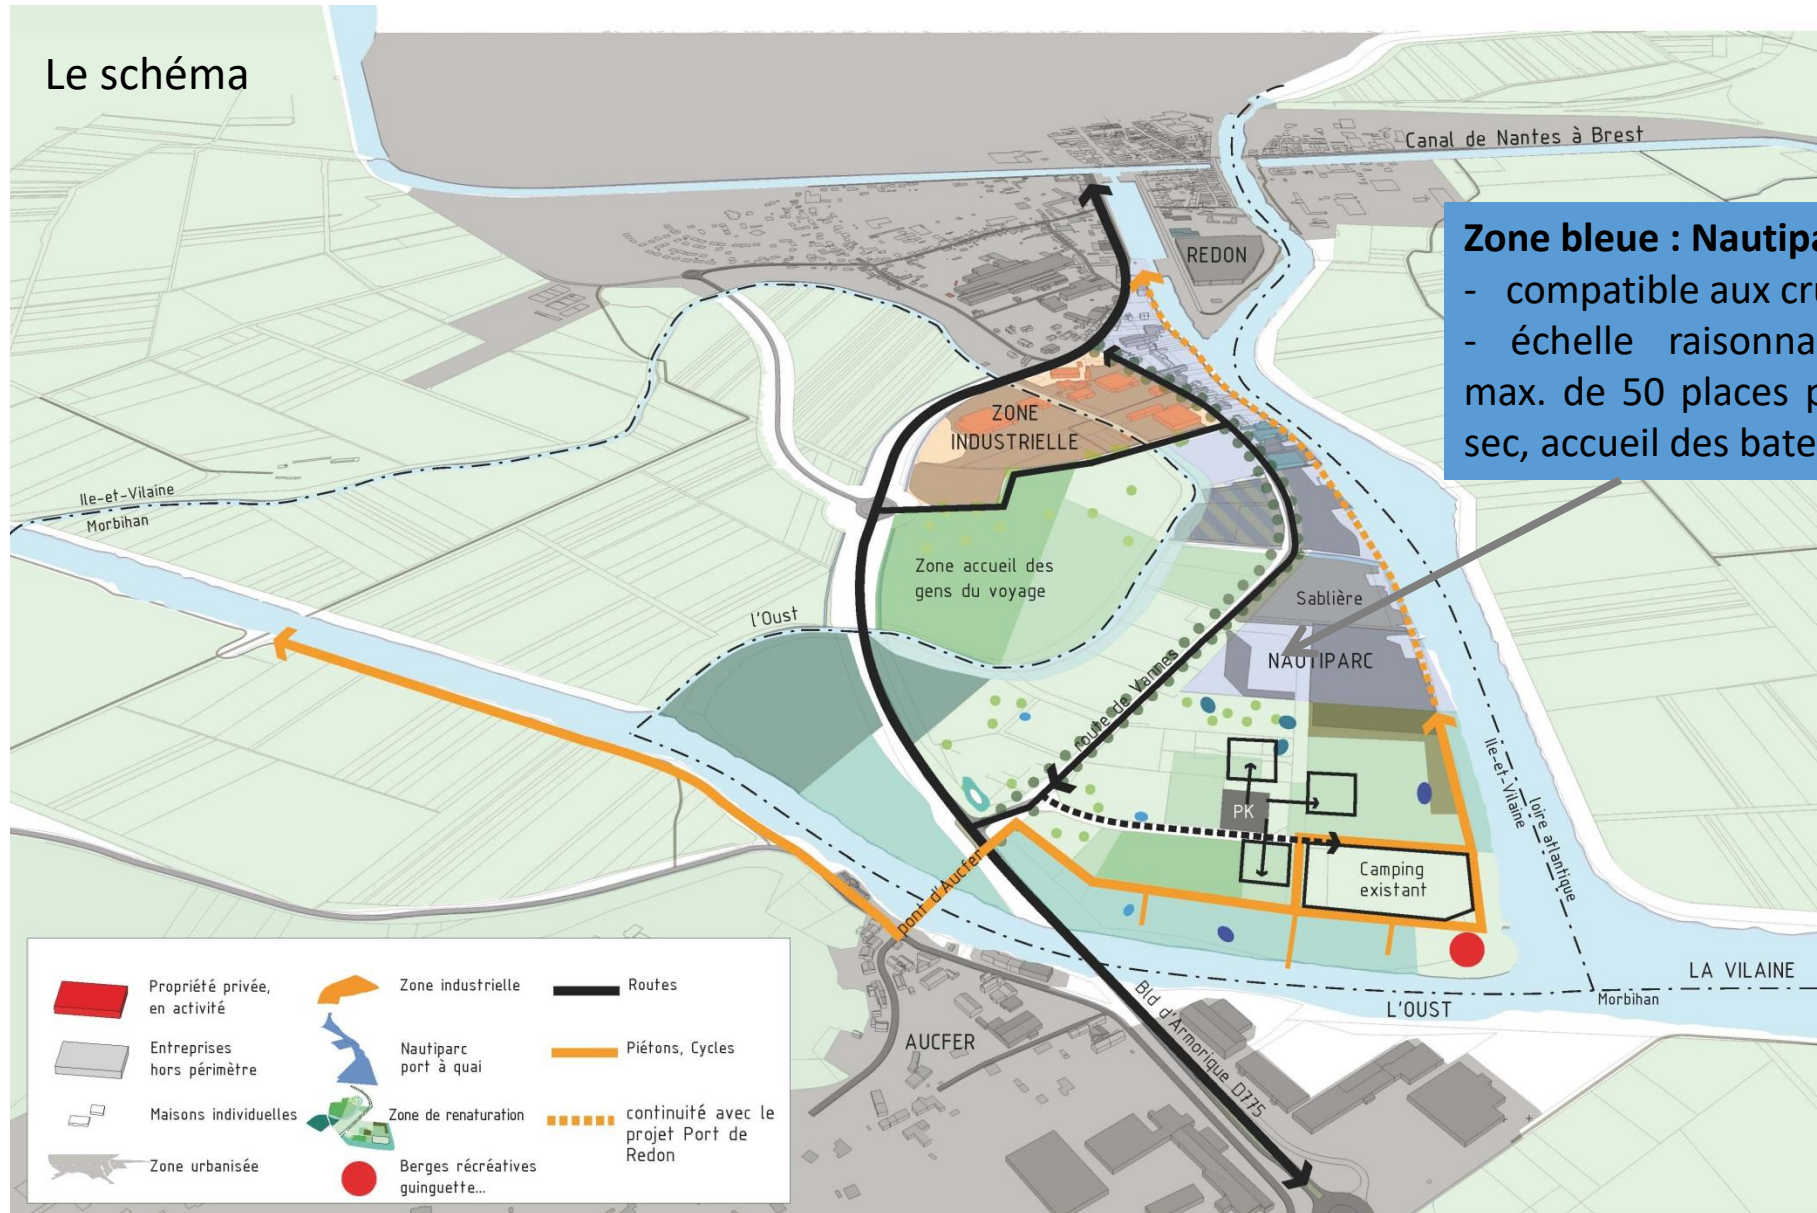 Le schéma
Canal de Nantes à Brest
REDON
Zone bleue :
- compatible aux
- échelle
max. de 50 places
sec, accueil des
ZONE
INDUSTRIELLE
Ile-et-Vilaine
Morbihan
Zone accueil des
gens du voyage
l'Oust
Sablière
NAUTIPARC
route de Vannes
PK
Ile-et-Vilaine
loire atlantique
Camping
existant
pont d'Aucfer
LA VILAINE
Morbihan
L'OUST
Bld d'Armorique D775
AUCFER
Propriété privée,
en activité
Zone industrielle
Routes
Entreprises
hors périmètre
Nautiparc
port à quai
Piétons, Cycles
Maisons individuelles
Zone de renaturation
continuité avec le
projet Port de
Redon
Zone urbanisée
Berges récréatives
guinguette...